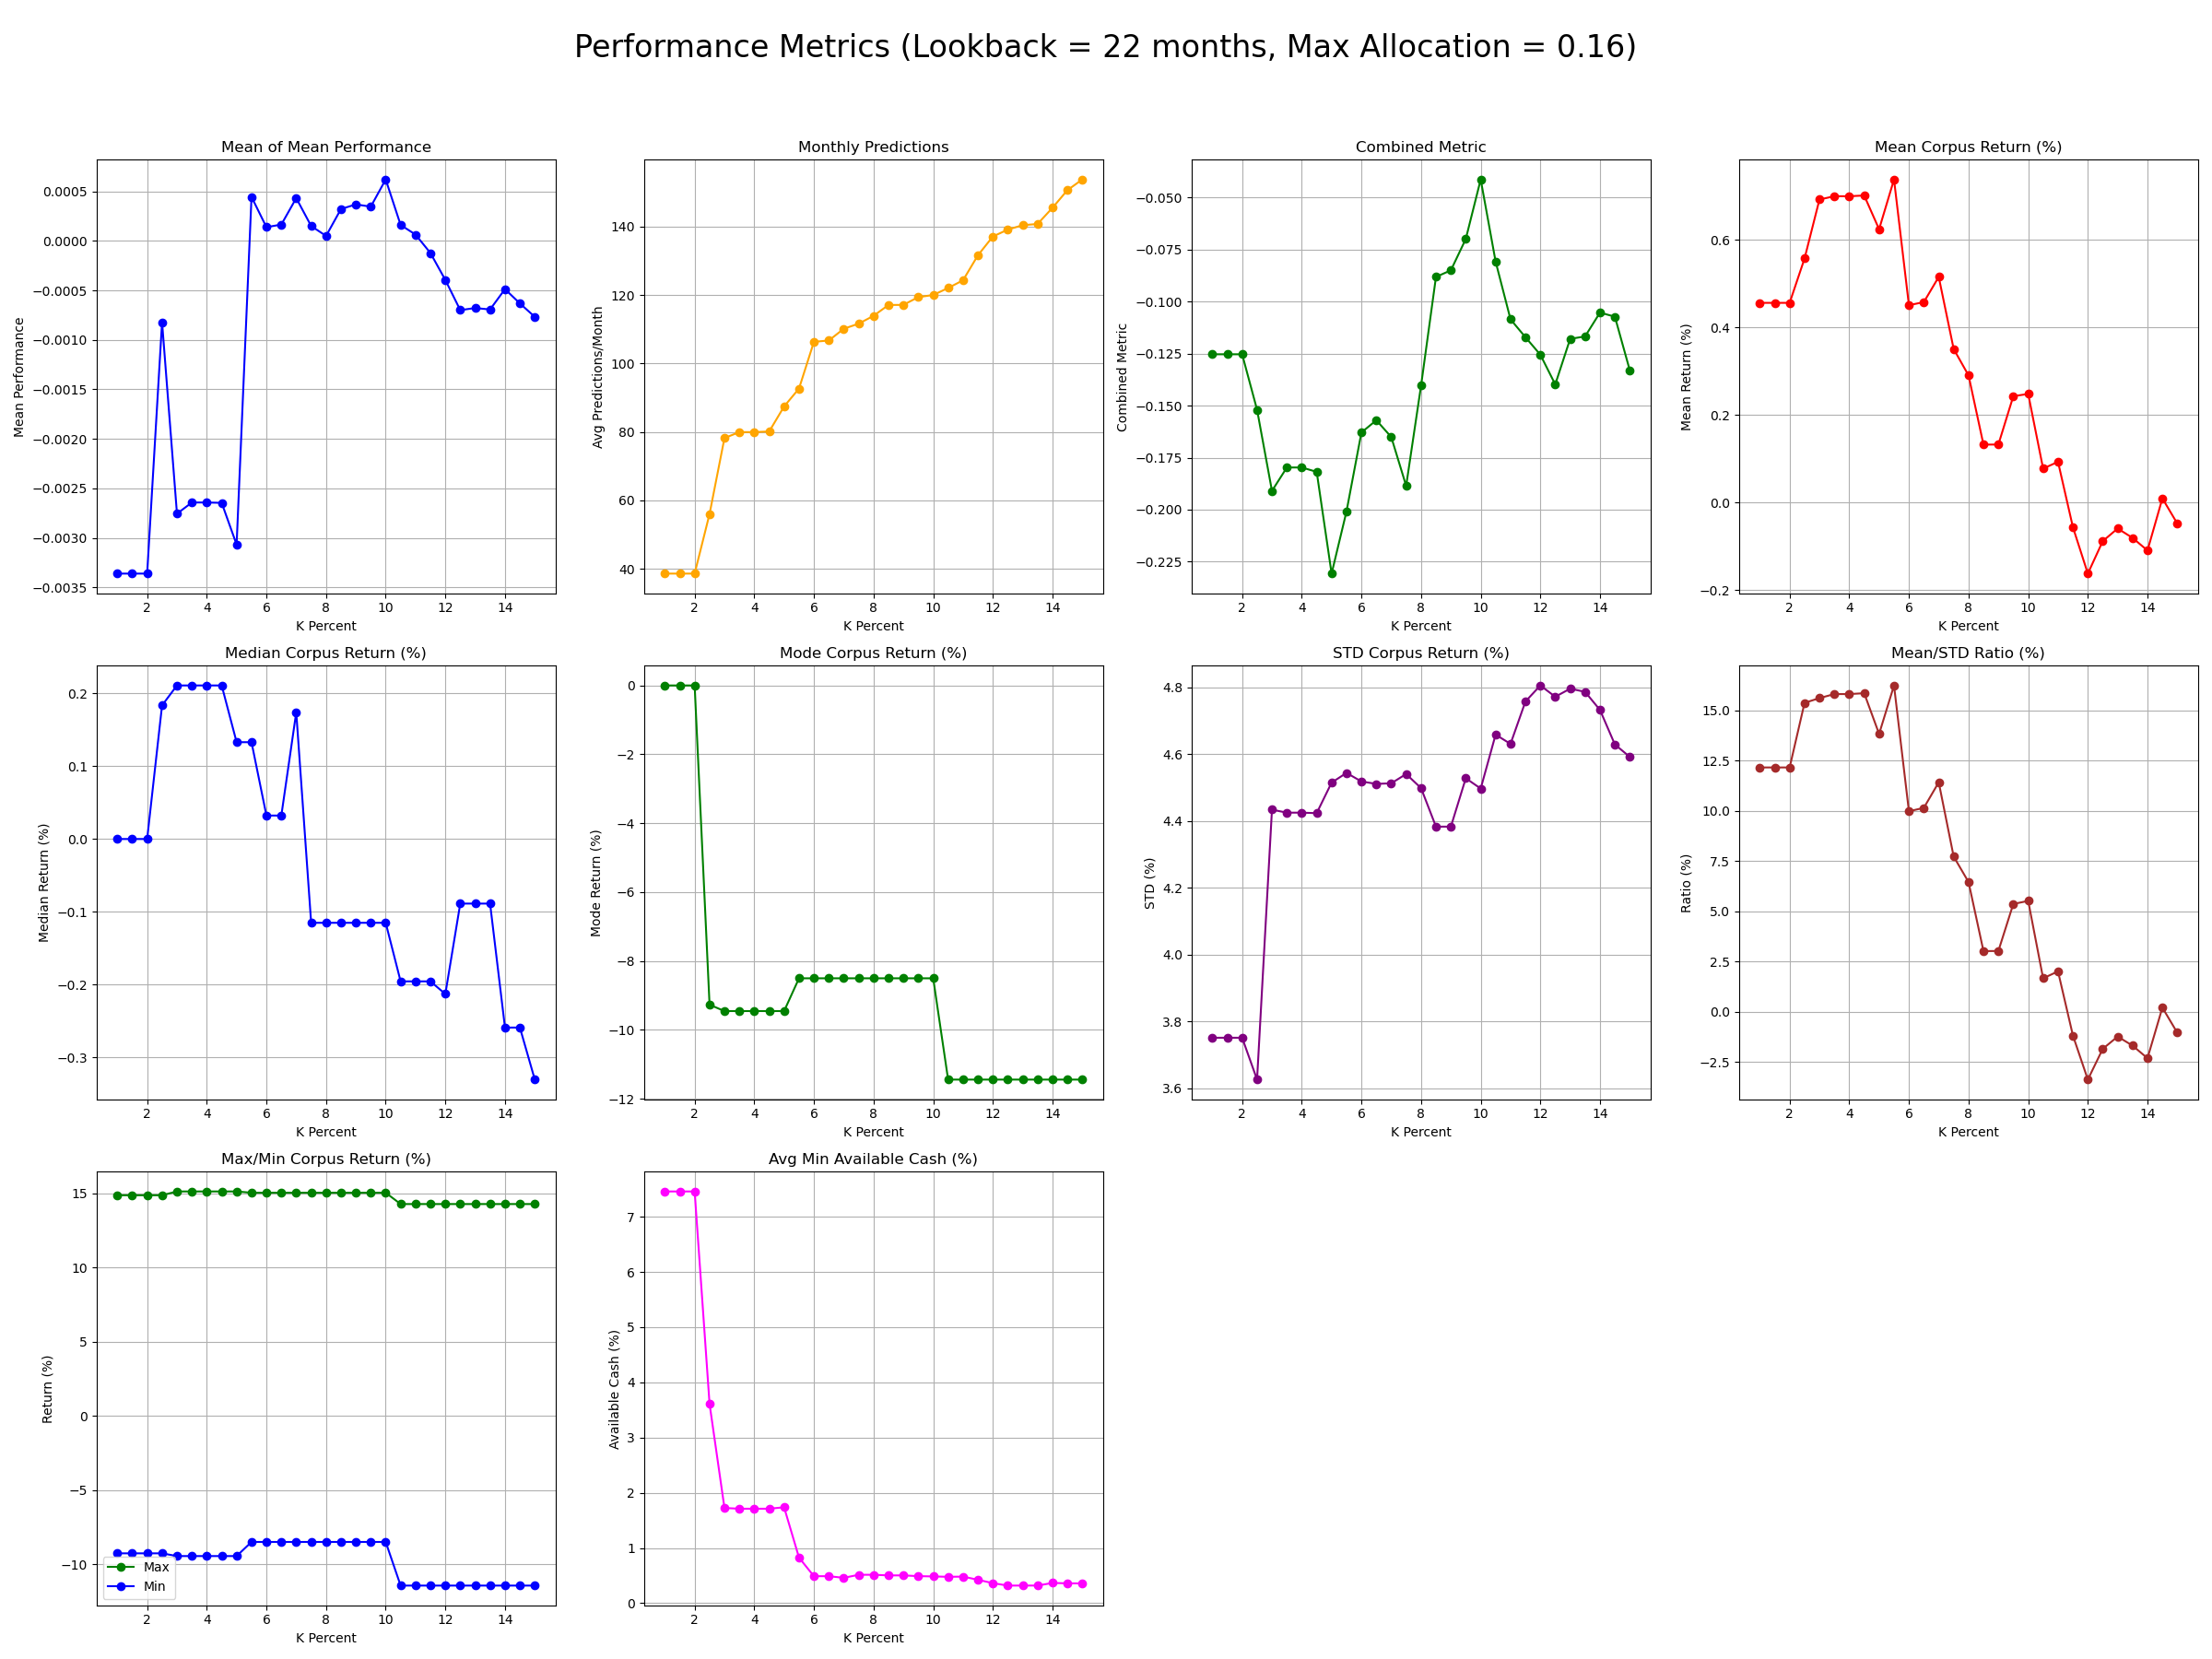 Performance Metrics (Lookback = 22 months, Max Allocation = 0.16)
Mean of Mean Performance
Mean Performance
0.0005
0.0000
−0.0005
−0.0010
−0.0015
−0.0020
−0.0025
−0.0030
−0.0035
2 4 6 8 10 12 14
K Percent
Monthly Predictions
Avg Predictions/Month
140
120
100
80
60
40
2 4 6 8 10 12 14
K Percent
Combined Metric
Combined Metric
−0.050
−0.075
−0.100
−0.125
−0.150
−0.175
−0.200
−0.225
2 4 6 8 10 12 14
K Percent
Mean Corpus Return (%)
Mean Return (%)
0.6
0.4
0.2
0.0
−0.2
2 4 6 8 10 12 14
K Percent
Median Corpus Return (%)
Median Return (%)
0.2
0.1
0.0
−0.1
−0.2
−0.3
2 4 6 8 10 12 14
K Percent
Mode Corpus Return (%)
Mode Return (%)
0
−2
−4
−6
−8
−10
−12
2 4 6 8 10 12 14
K Percent
STD Corpus Return (%)
STD (%)
4.8
4.6
4.4
4.2
4.0
3.8
3.6
2 4 6 8 10 12 14
K Percent
Mean/STD Ratio (%)
Ratio (%)
15.0
12.5
10.0
7.5
5.0
2.5
0.0
−2.5
2 4 6 8 10 12 14
K Percent
Max/Min Corpus Return (%)
Return (%)
15
10
5
0
−5
−10
Max
Min
2 4 6 8 10 12 14
K Percent
Avg Min Available Cash (%)
Available Cash (%)
7
6
5
4
3
2
1
0
2 4 6 8 10 12 14
K Percent